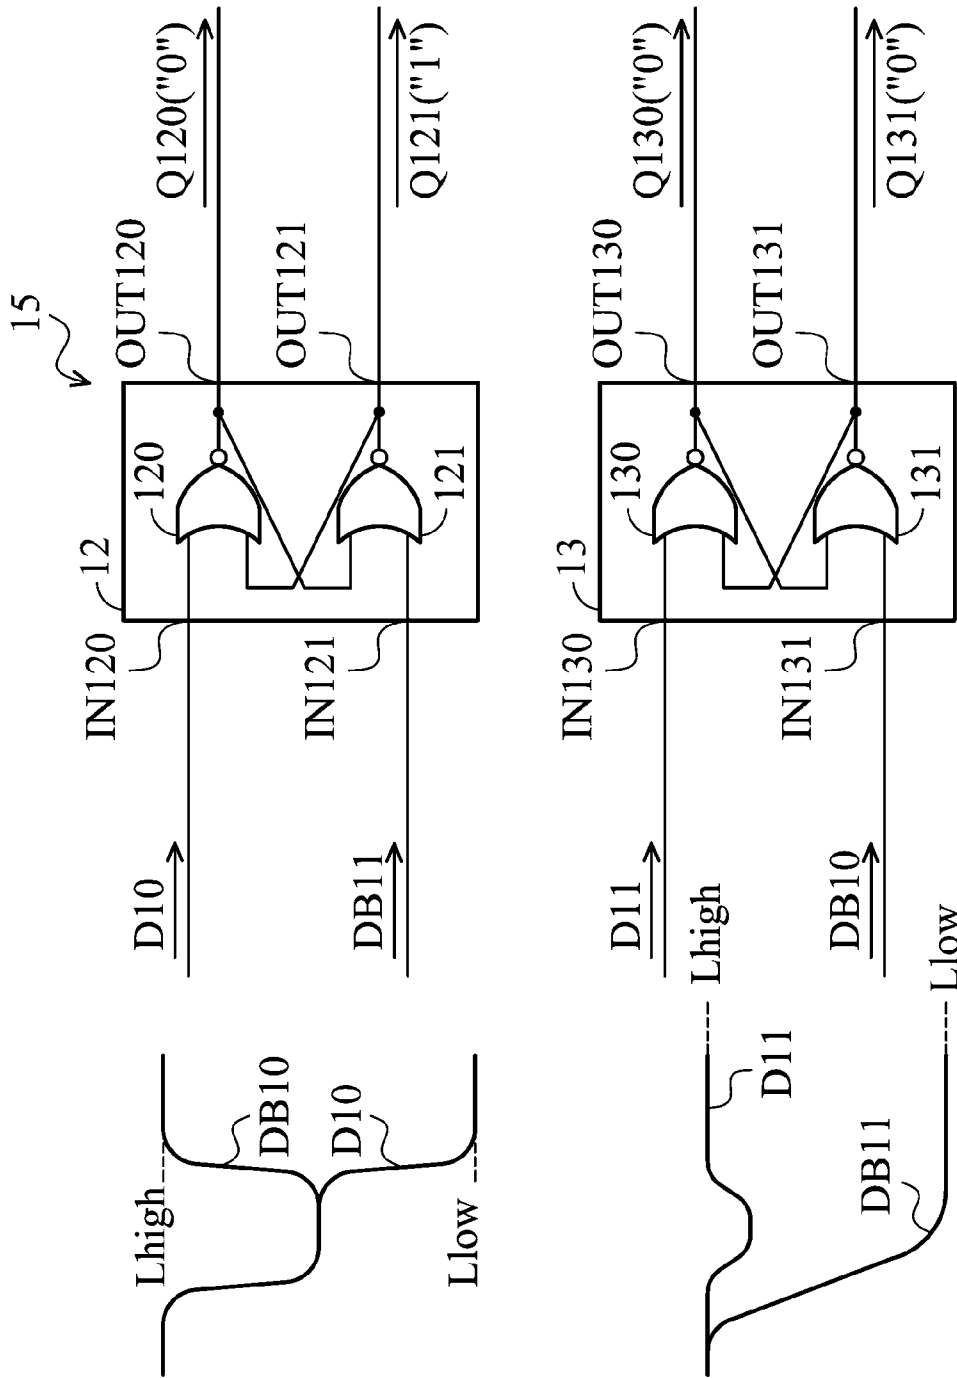 15
12
120
121
IN120
IN121
OUT120
OUT121
D10
DB11
Q120("0")
Q121("1")
Lhigh
DB10
D10
Llow
13
130
131
IN130
IN131
OUT130
OUT131
D11
DB10
Q130("0")
Q131("0")
Lhigh
D11
DB11
Llow